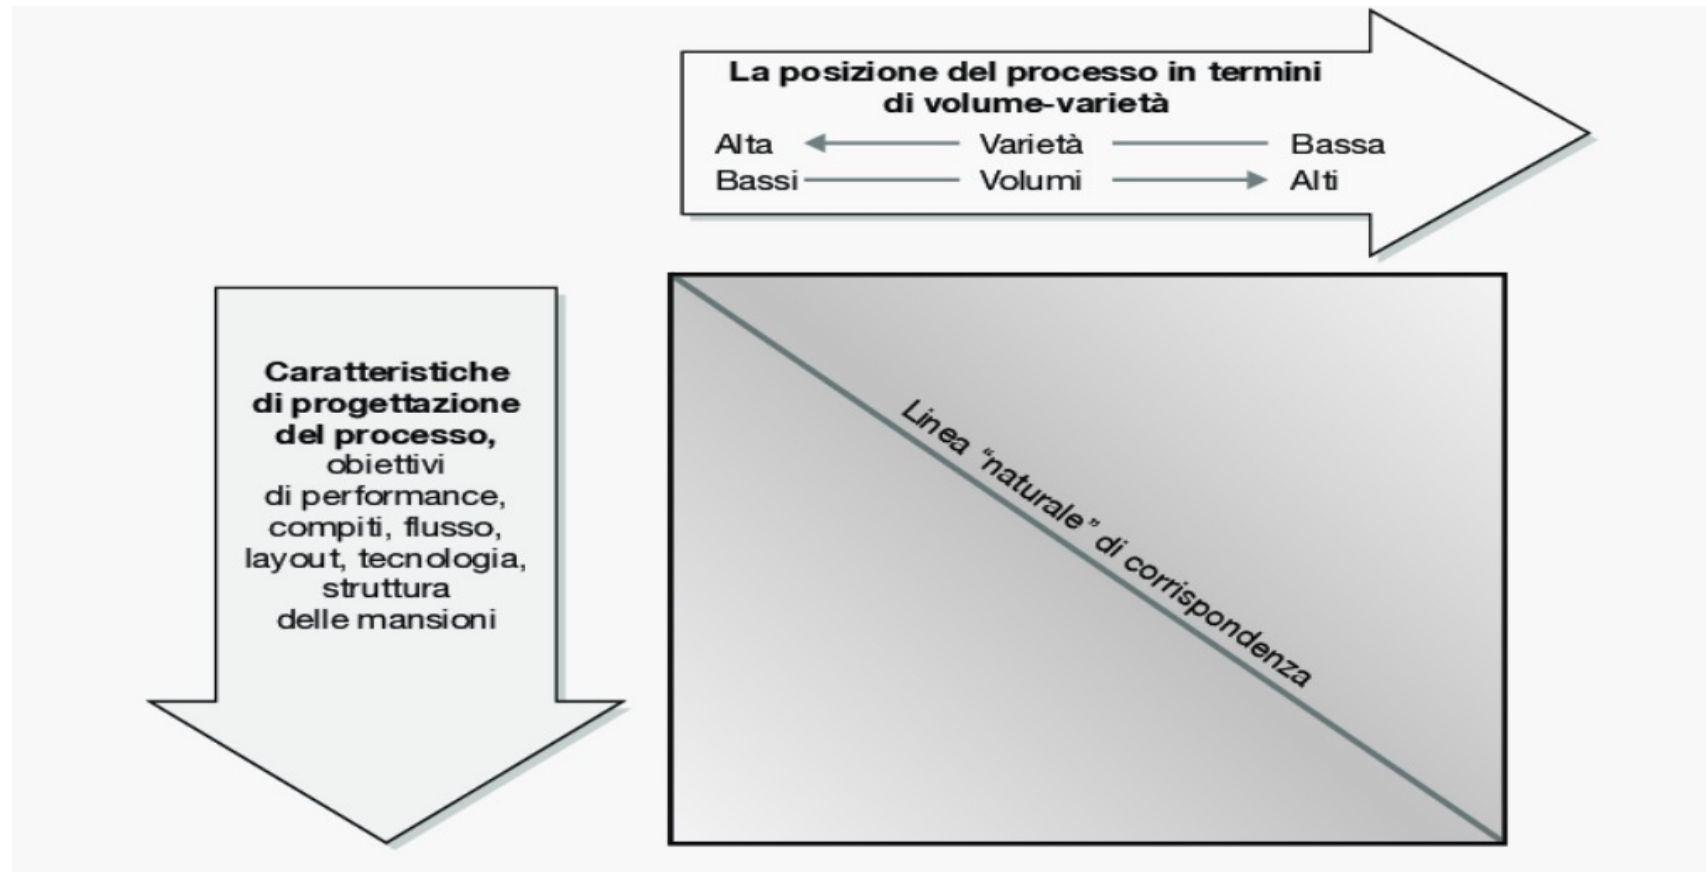 La posizione del processo in termini
di volume-varietà
Alta Varietà Bassa
Bassi Volumi Alti
Caratteristiche
di progettazione
del processo,
obiettivi
di performance,
compiti, flusso,
layout, tecnologia,
struttura
delle mansioni
Linea “naturale” di corrispondenza